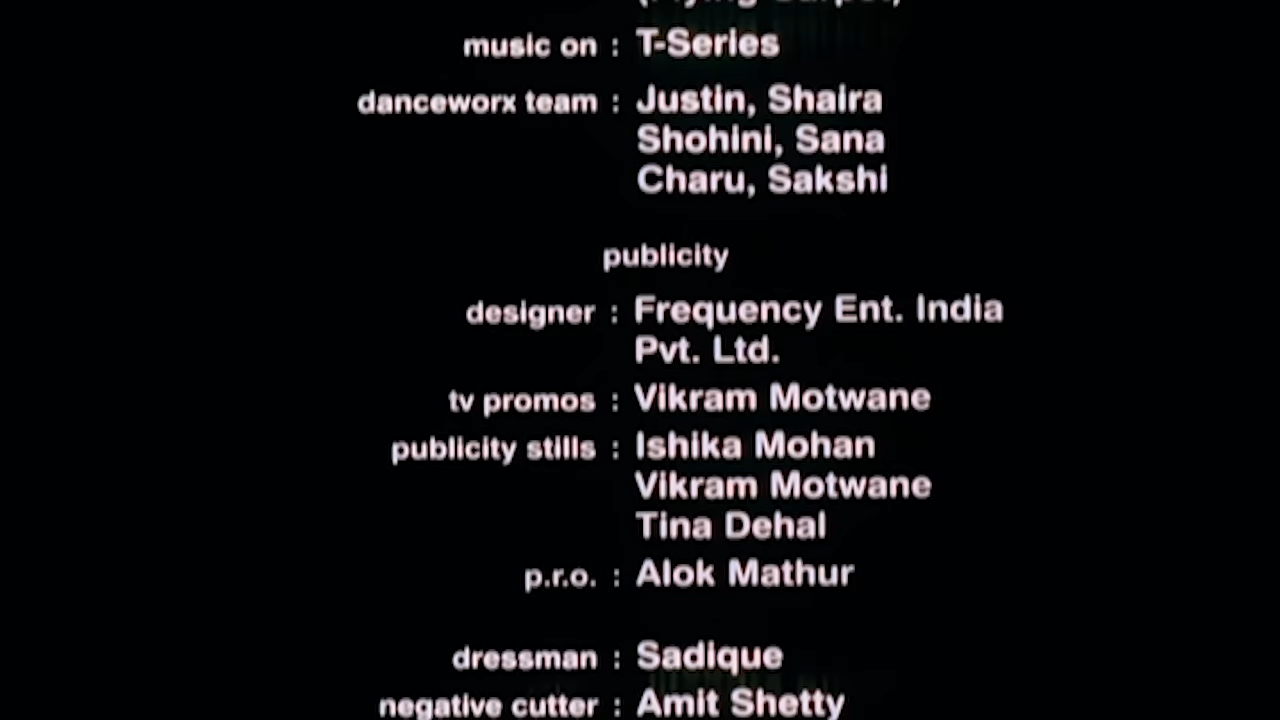 music on : T-Series
danceworx team : Justin, Shaira
Shohini, Sana
Charu, Sakshi
publicity
designer : Frequency Ent. India
Pvt. Ltd.
tv promos : Vikram Motwane
publicity stills : Ishika Mohan
Vikram Motwane
Tina Dehal
p.r.o. : Alok Mathur
dressman : Sadique
negative cutter : Amit Shetty